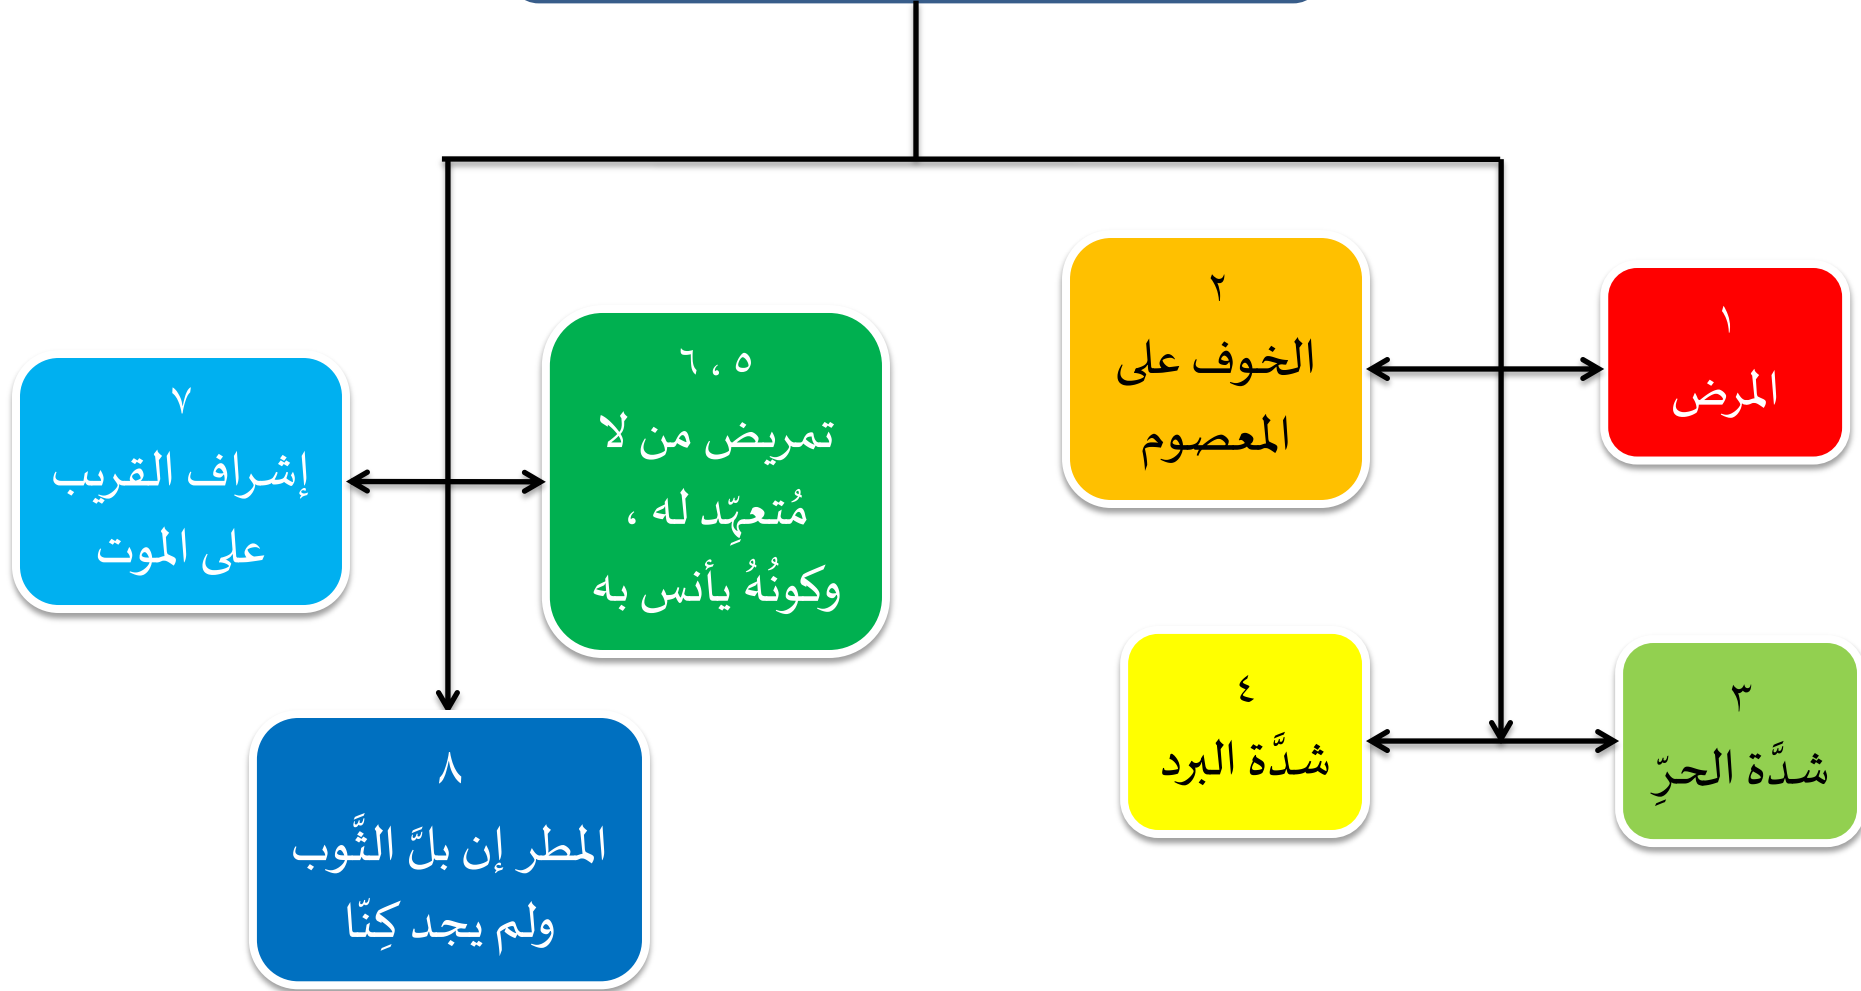 ١
المرض
٢
الخوف على
المعصوم
٣
شدَّة الحرِّ
٤
شدَّة البرد
٥ ، ٦
تمريض من لا
مُتعهِّد له ،
وكونُهُ يأنس به
٧
إشراف القريب
على الموت
٨
المطر إن بلَّ الثَّوب
ولم يجد كِنّا